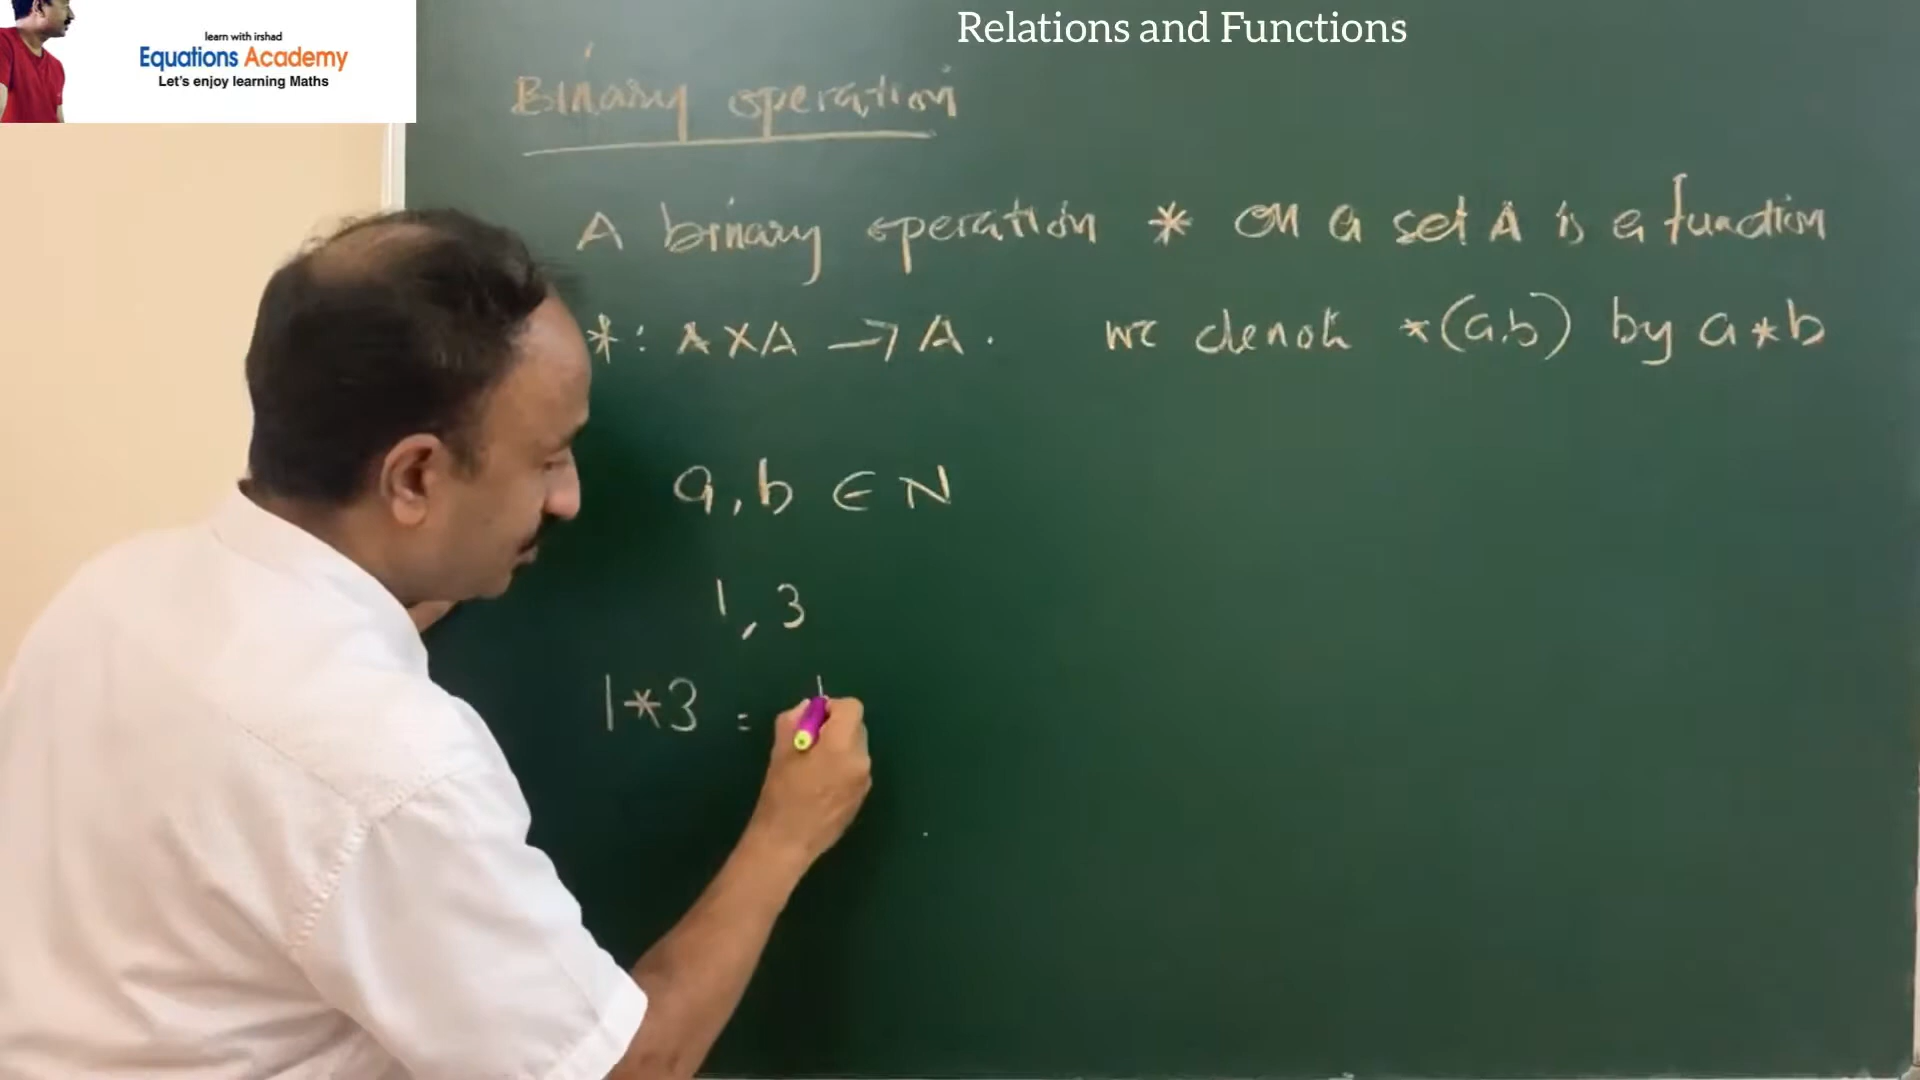 Relations and Functions
learn with irshad
Equations Academy
Let's enjoy learning Maths
Binary operation
A binary operation * on a set A is a function
*: A×A → A. we denote *(a,b) by a*b
a, b ∈ N
1, 3
1*3 = 1